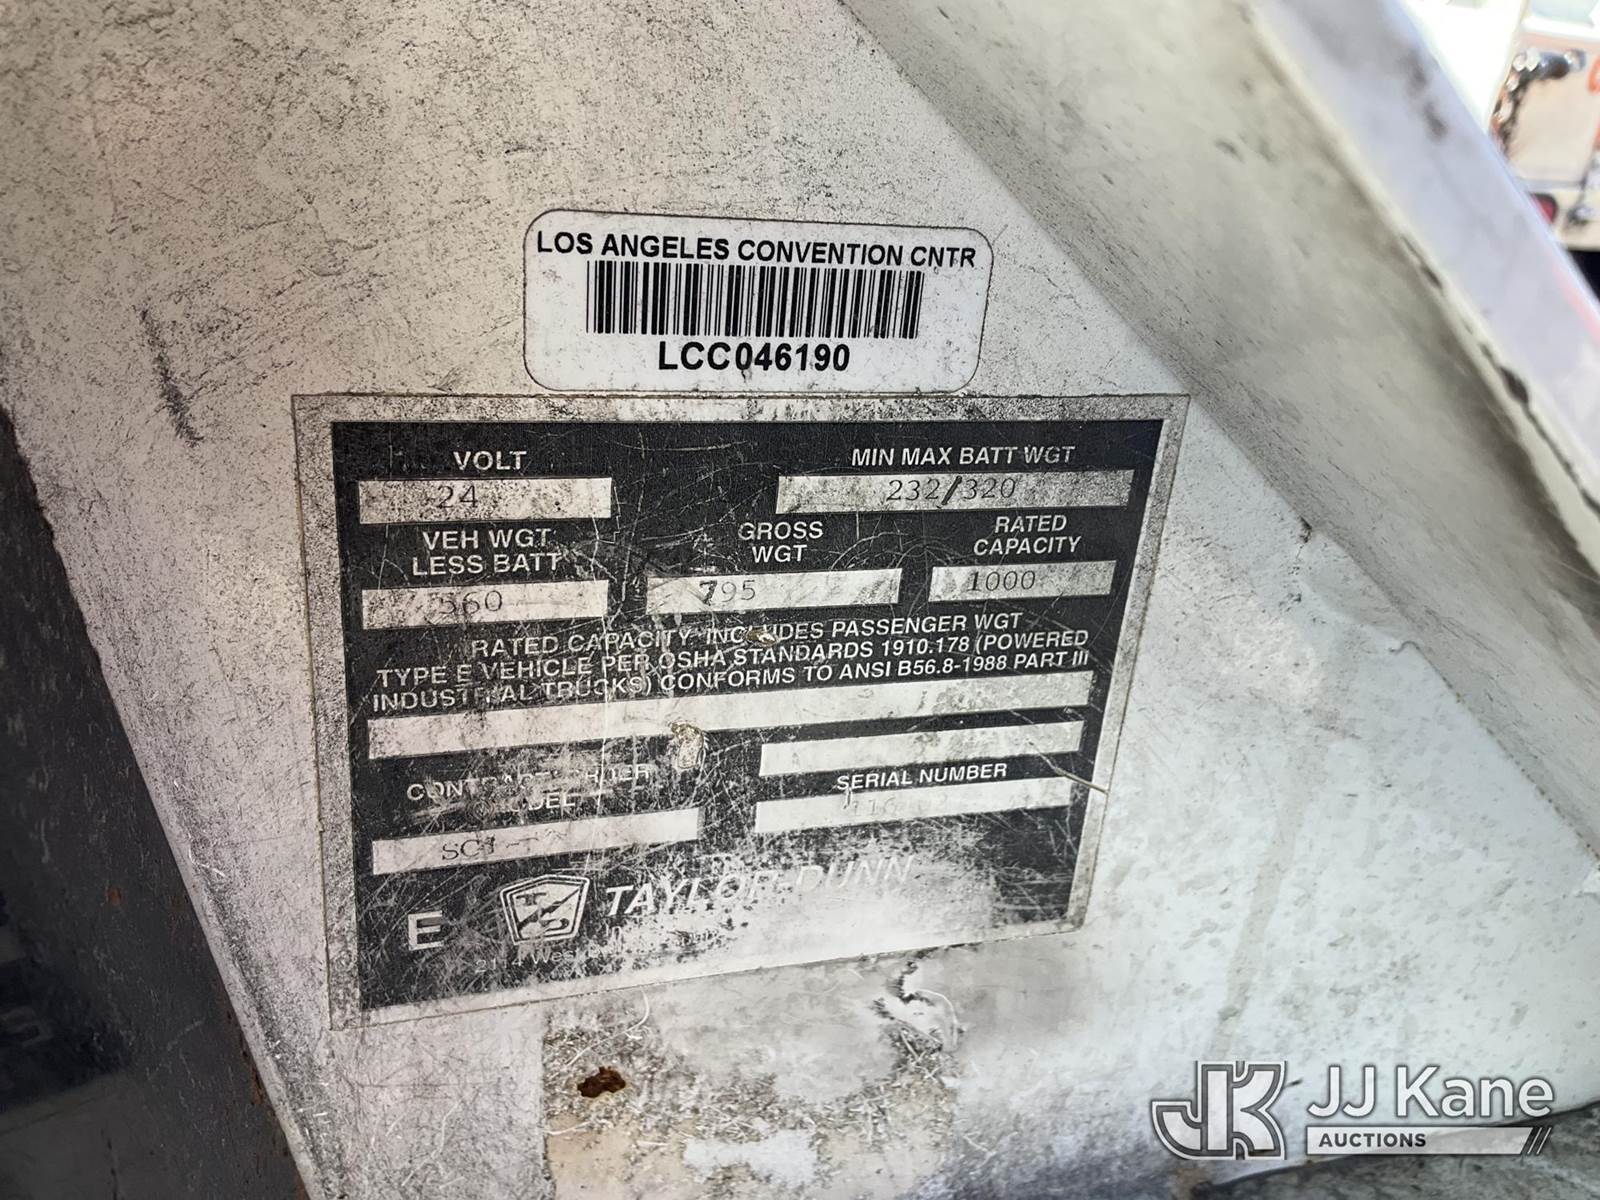 LOS ANGELES CONVENTION CNTR
LCC046190
VOLT
24
MIN MAX BATT WGT
232/320
VEH WGT
LESS BATT
560
GROSS
WGT
795
RATED
CAPACITY
1000
RATED CAPACITY INCLUDES PASSENGER WGT
TYPE E VEHICLE PER OSHA STANDARDS 1910.178 (POWERED
INDUSTRIAL TRUCKS) CONFORMS TO ANSI B56.8-1988 PART III
SERIAL NUMBER
E
TAYLOR-DUNN
JK
JJ Kane
AUCTIONS